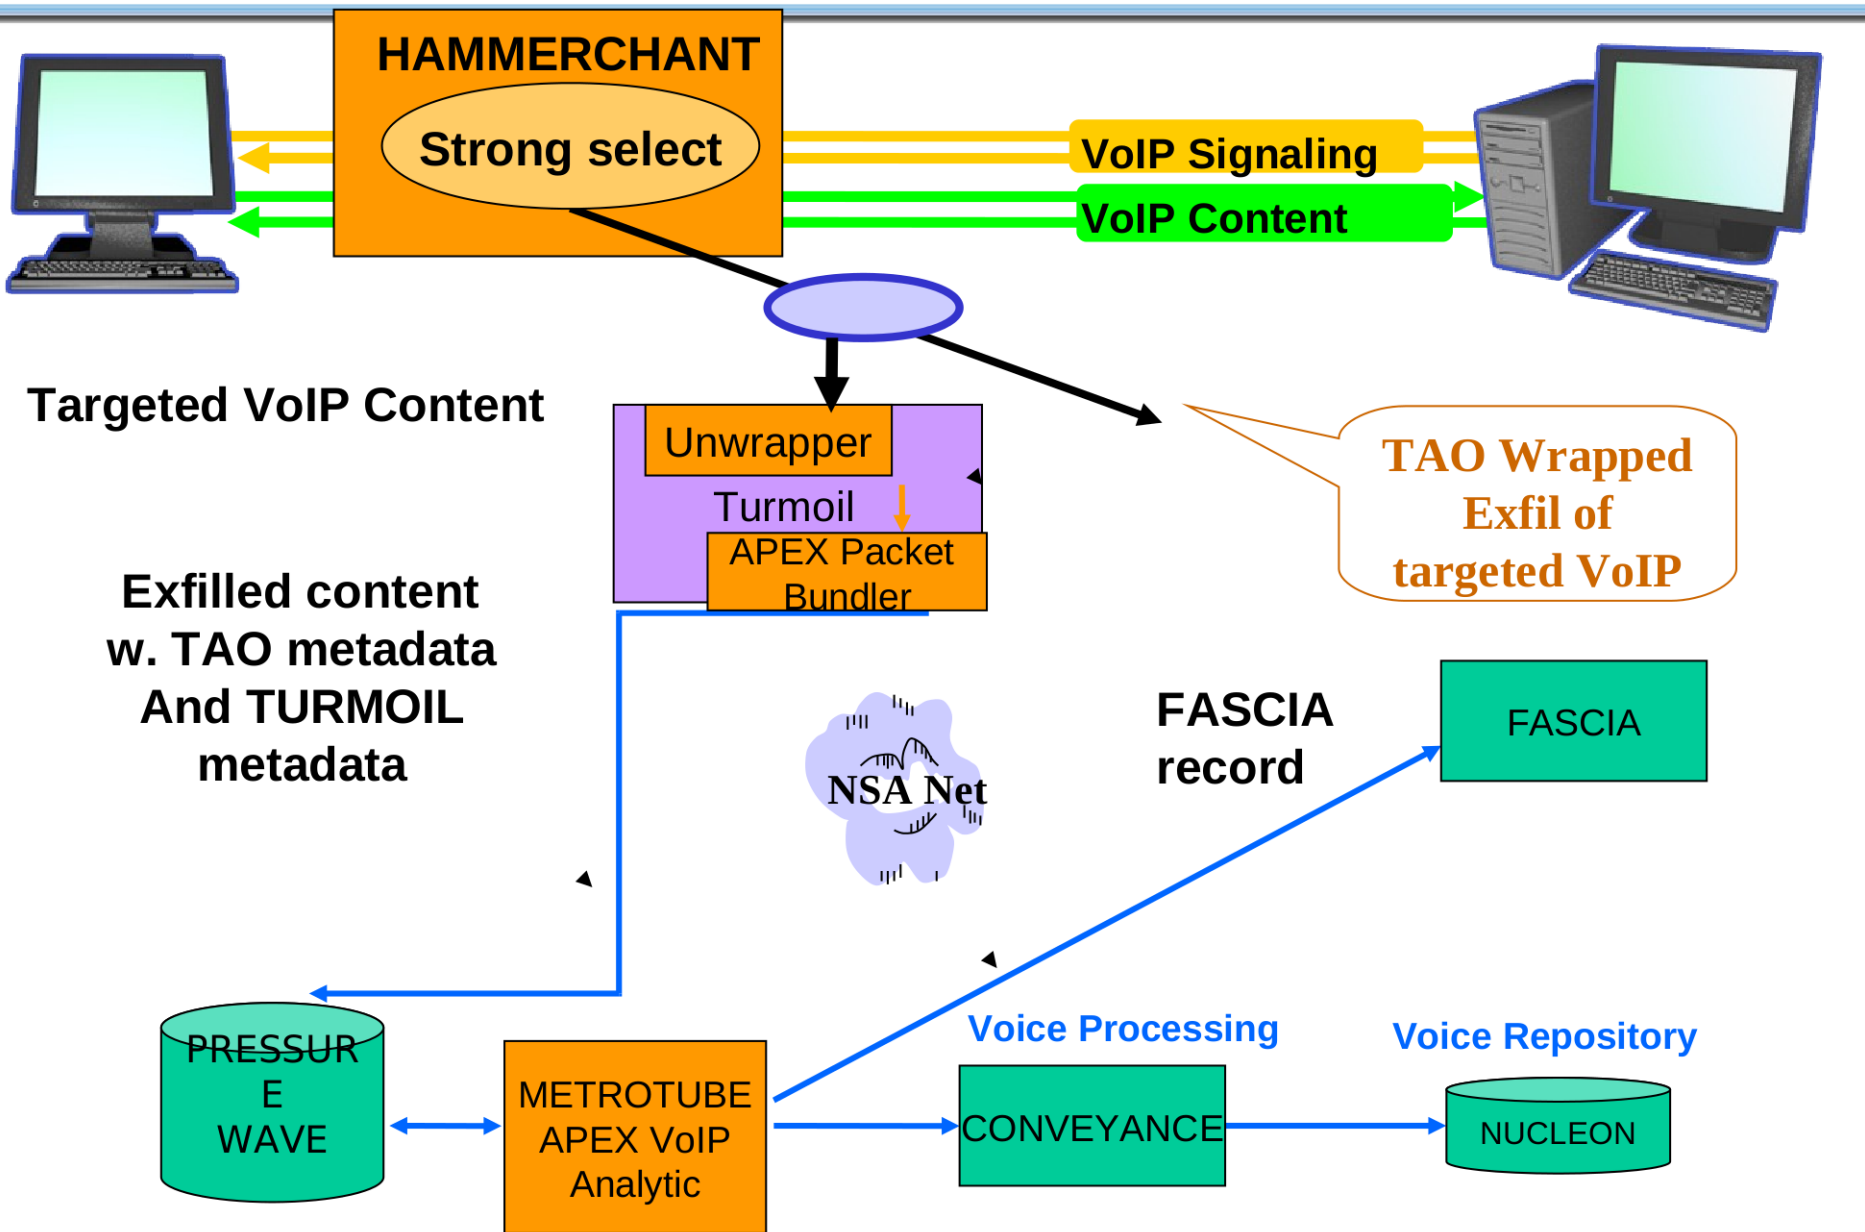 HAMMERCHANT
Strong select
VoIP Signaling
VoIP Content
Targeted VoIP Content
Unwrapper
Turmoil
APEX Packet
Bundler
TAO Wrapped
Exfil of
targeted VoIP
Exfilled content
w. TAO metadata
And TURMOIL
metadata
NSA Net
FASCIA
record
FASCIA
PRESSUR
E
WAVE
METROTUBE
APEX VoIP
Analytic
Voice Processing
CONVEYANCE
Voice Repository
NUCLEON